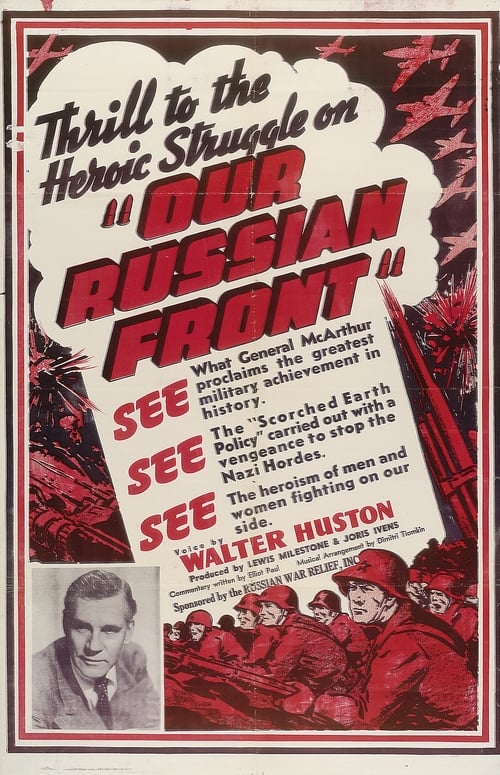 Thrill to the
Heroic Struggle on
"OUR
RUSSIAN
FRONT"
SEE What General McArthur
proclaims the greatest
military achievement in
history.
SEE The "Scorched Earth
Policy" carried out with a
vengeance to stop the
Nazi Hordes.
SEE The heroism of men and
women fighting on our
side.
Voice by
WALTER HUSTON
Produced by LEWIS MILESTONE & JORIS IVENS
Commentary written by Elliot Paul Musical Arrangement by Dimitri Tiomkin
Sponsored by the RUSSIAN WAR RELIEF, INC.